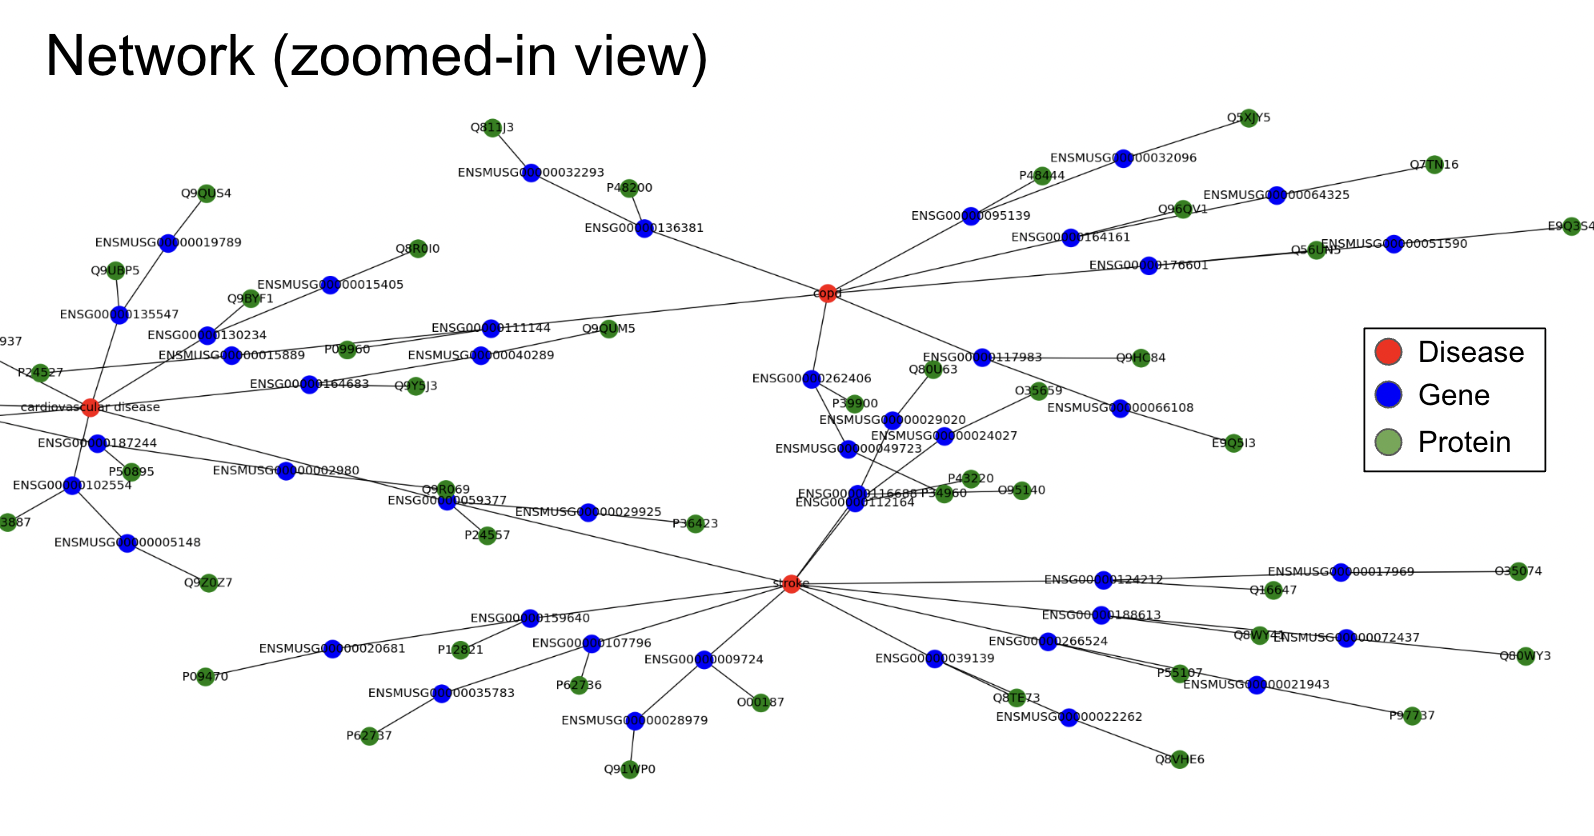 Network (zoomed-in view)
Q811J3
Q5XJY5
ENSMUSG00000032096
Q7TN16
ENSMUSG00000032293
P48444
P48200
Q9QUS4
ENSMUSG00000064325
Q96QV1
ENSG00000095139
ENSG00000136381
E9Q3S4
ENSG00000164161
ENSMUSG00000019789
ENSMUSG00000051590
Q8R0I0
Q56UN5
ENSG00000176601
Q9UBP5
ENSMUSG00000015405
copd
Q9BYF1
ENSG00000135547
ENSG00000111144
Q9QUM5
ENSG00000130234
937
P09960
ENSMUSG00000015889
ENSMUSG00000040289
ENSG00000117983
Q9HC84
Disease
P24527
Q80U63
ENSG00000262406
ENSG00000164683
Q9Y5J3
O35659
Gene
P39900
cardiovascular disease
ENSMUSG00000066108
ENSMUSG00000029020
ENSMUSG00000024027
ENSG00000187244
E9Q5I3
Protein
ENSMUSG00000049723
P50895
ENSMUSG00000002980
P43220
ENSG00000102554
Q9R069
ENSG00000116688
P34960
O95140
ENSG00000059377
ENSG00000112164
ENSMUSG00000029925
3887
P36423
P24557
ENSMUSG00000005148
ENSMUSG00000017969
O35074
Q9Z0Z7
stroke
ENSG00000124212
Q16647
ENSG00000188613
ENSG00000159640
Q8WY41
ENSMUSG00000072437
ENSG00000107796
ENSG00000266524
ENSMUSG00000020681
P12821
Q80WY3
ENSG00000009724
ENSG00000039139
P09470
P55107
P62736
ENSMUSG00000021943
ENSMUSG00000035783
Q8TE73
O00187
ENSMUSG00000028979
ENSMUSG00000022262
P97737
P62737
Q8VHE6
Q91WP0